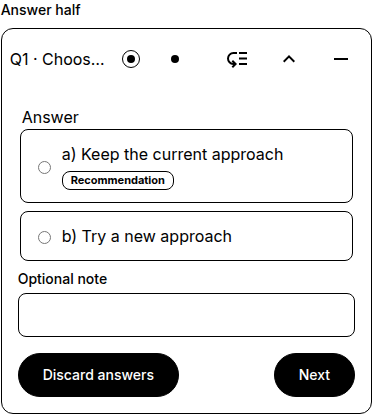 Answer half
Q1 · Choos...
Answer
a) Keep the current approach
Recommendation
b) Try a new approach
Optional note
Discard answers
Next